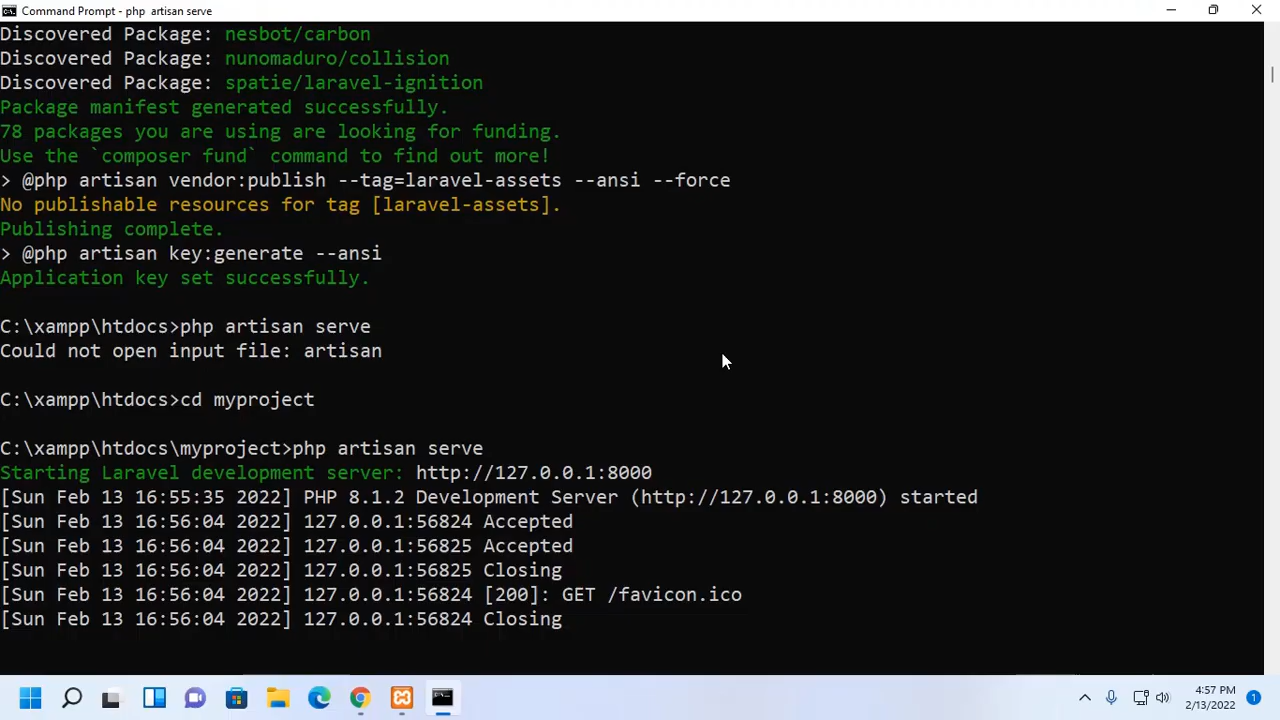 Command Prompt - php  artisan serve
Discovered Package: nesbot/carbon
Discovered Package: nunomaduro/collision
Discovered Package: spatie/laravel-ignition
Package manifest generated successfully.
78 packages you are using are looking for funding.
Use the `composer fund` command to find out more!
> @php artisan vendor:publish --tag=laravel-assets --ansi --force
No publishable resources for tag [laravel-assets].
Publishing complete.
> @php artisan key:generate --ansi
Application key set successfully.
C:\xampp\htdocs>php artisan serve
Could not open input file: artisan
C:\xampp\htdocs>cd myproject
C:\xampp\htdocs\myproject>php artisan serve
Starting Laravel development server: http://127.0.0.1:8000
[Sun Feb 13 16:55:35 2022] PHP 8.1.2 Development Server (http://127.0.0.1:8000) started
[Sun Feb 13 16:56:04 2022] 127.0.0.1:56824 Accepted
[Sun Feb 13 16:56:04 2022] 127.0.0.1:56825 Accepted
[Sun Feb 13 16:56:04 2022] 127.0.0.1:56825 Closing
[Sun Feb 13 16:56:04 2022] 127.0.0.1:56824 [200]: GET /favicon.ico
[Sun Feb 13 16:56:04 2022] 127.0.0.1:56824 Closing
4:57 PM
2/13/2022
1